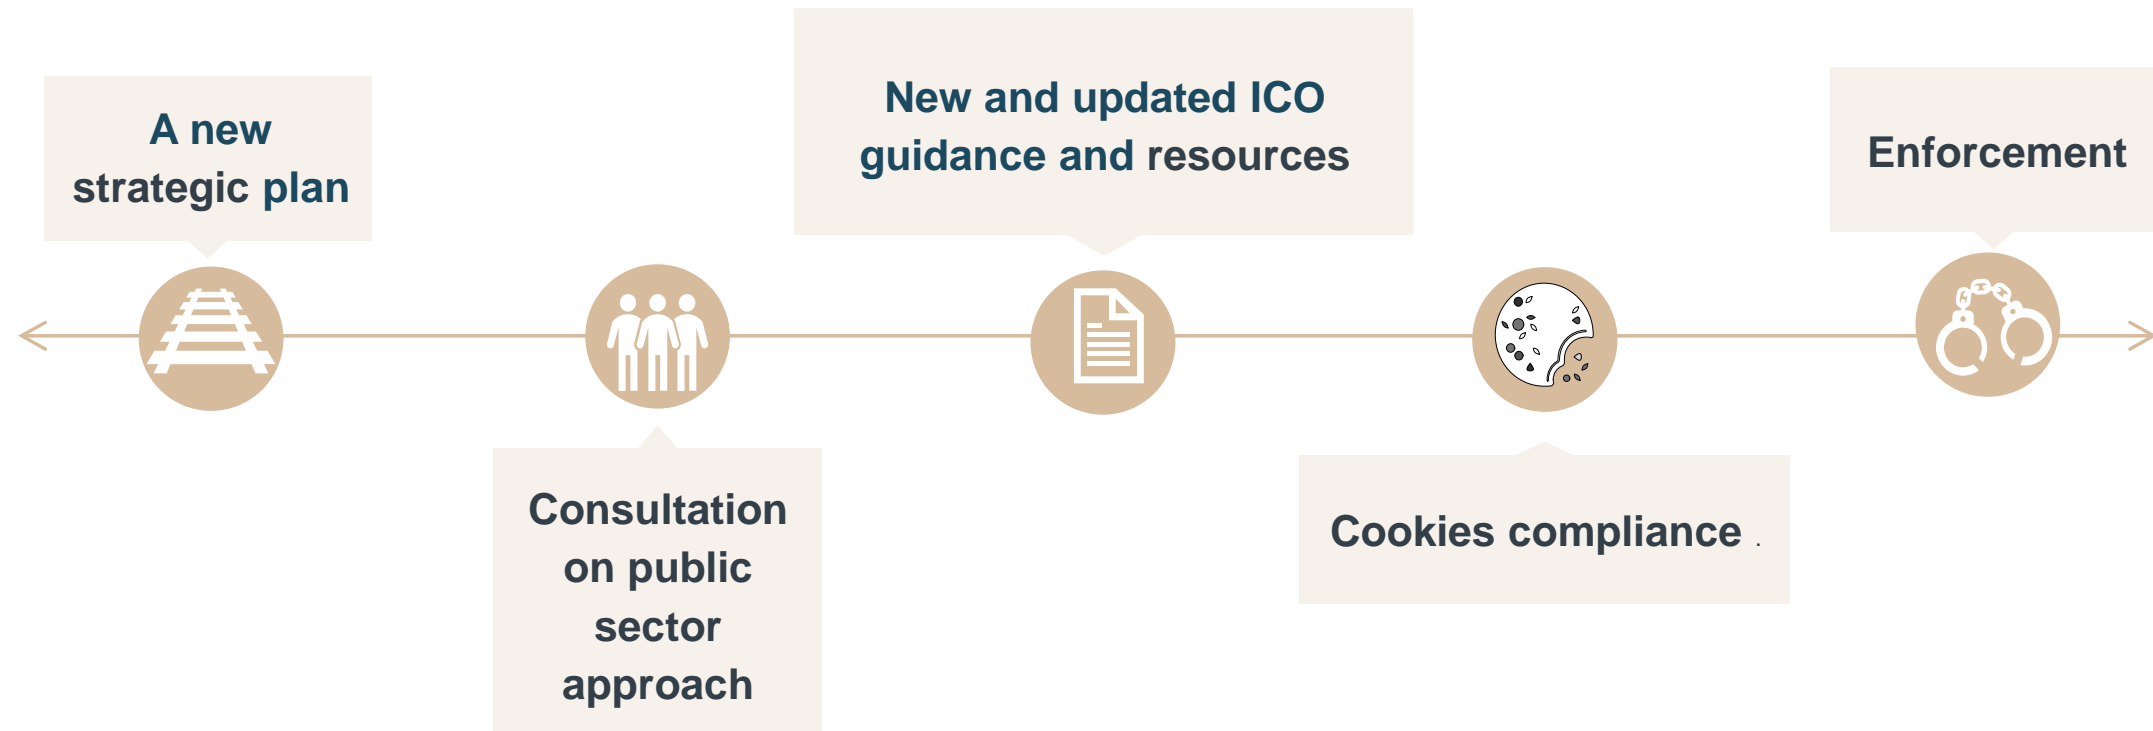 A new
strategic plan
Consultation
on public
sector
approach
New and updated ICO
guidance and resources
Cookies compliance .
Enforcement